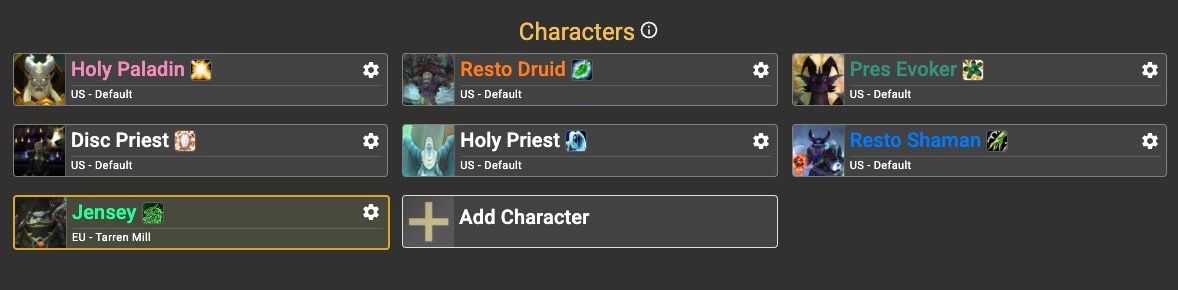 Characters
Holy Paladin
US - Default
Resto Druid
US - Default
Pres Evoker
US - Default
Disc Priest
US - Default
Holy Priest
US - Default
Resto Shaman
US - Default
Jensey
EU - Tarren Mill
Add Character